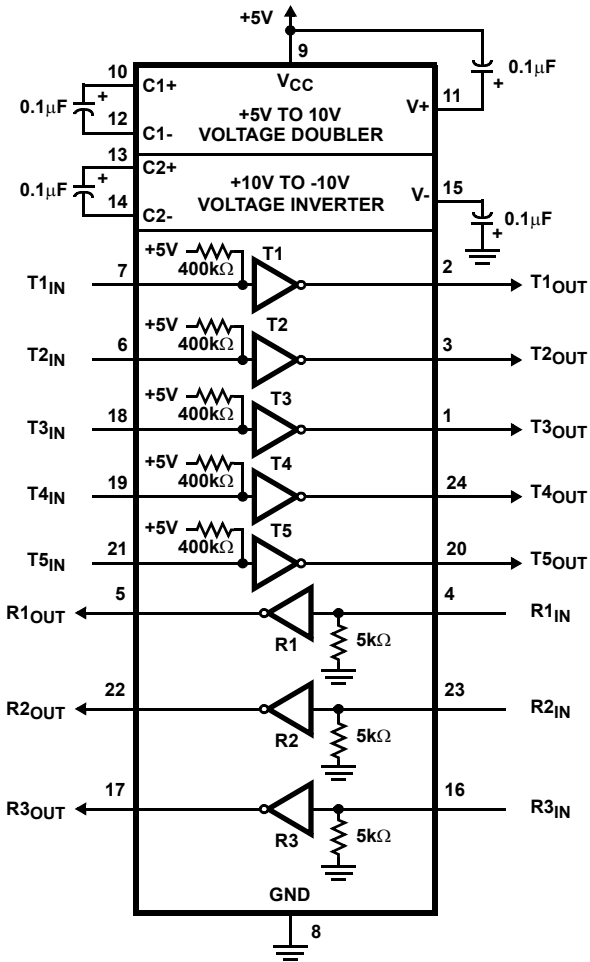 +5V
9
10
C1+
VCC
0.1μF
+
0.1μF
+
11
V+
+5V TO 10V
VOLTAGE DOUBLER
12
C1-
13
C2+
0.1μF
+
14
C2-
+10V TO -10V
VOLTAGE INVERTER
V-
15
0.1μF
+
T1IN
7
+5V
400kΩ
T1
2
T1OUT
T2IN
6
+5V
400kΩ
T2
3
T2OUT
T3IN
18
+5V
400kΩ
T3
1
T3OUT
T4IN
19
+5V
400kΩ
T4
24
T4OUT
T5IN
21
+5V
400kΩ
T5
20
T5OUT
R1OUT
5
R1
5kΩ
4
R1IN
R2OUT
22
R2
5kΩ
23
R2IN
R3OUT
17
R3
5kΩ
16
R3IN
GND
8